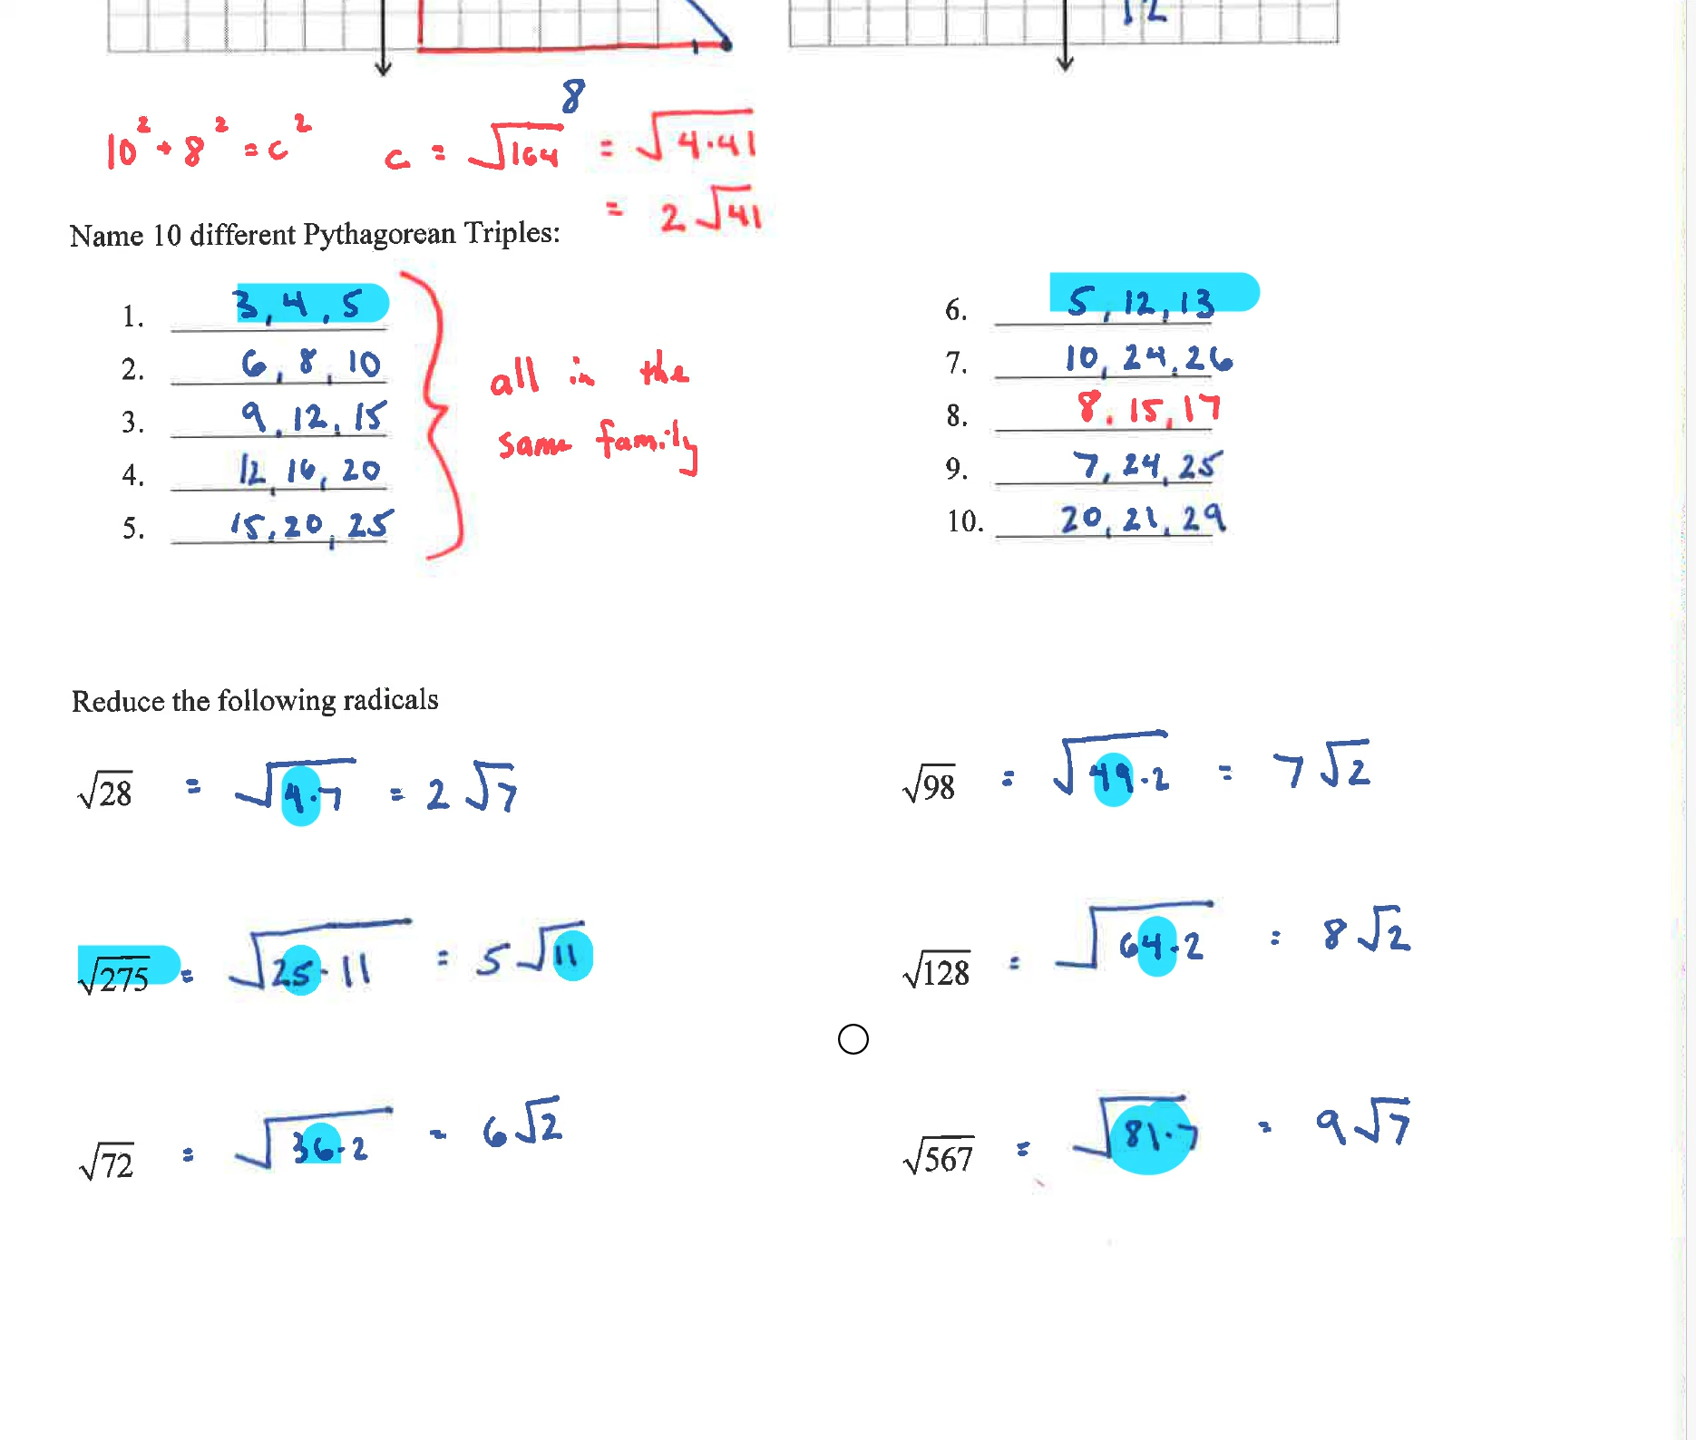 12
8
10² + 8² = c² c = √164 = √4·41
= 2√41
Name 10 different Pythagorean Triples:
1. 3, 4, 5
2. 6, 8, 10
3. 9, 12, 15
4. 12, 16, 20
5. 15, 20, 25
all in the
same family
6. 5, 12, 13
7. 10, 24, 26
8. 8, 15, 17
9. 7, 24, 25
10. 20, 21, 29
Reduce the following radicals
√28 = √4·7 = 2√7
√98 = √49·2 = 7√2
√275 = √25·11 = 5√11
√128 = √64·2 = 8√2
√72 = √36·2 = 6√2
√567 = √81·7 = 9√7